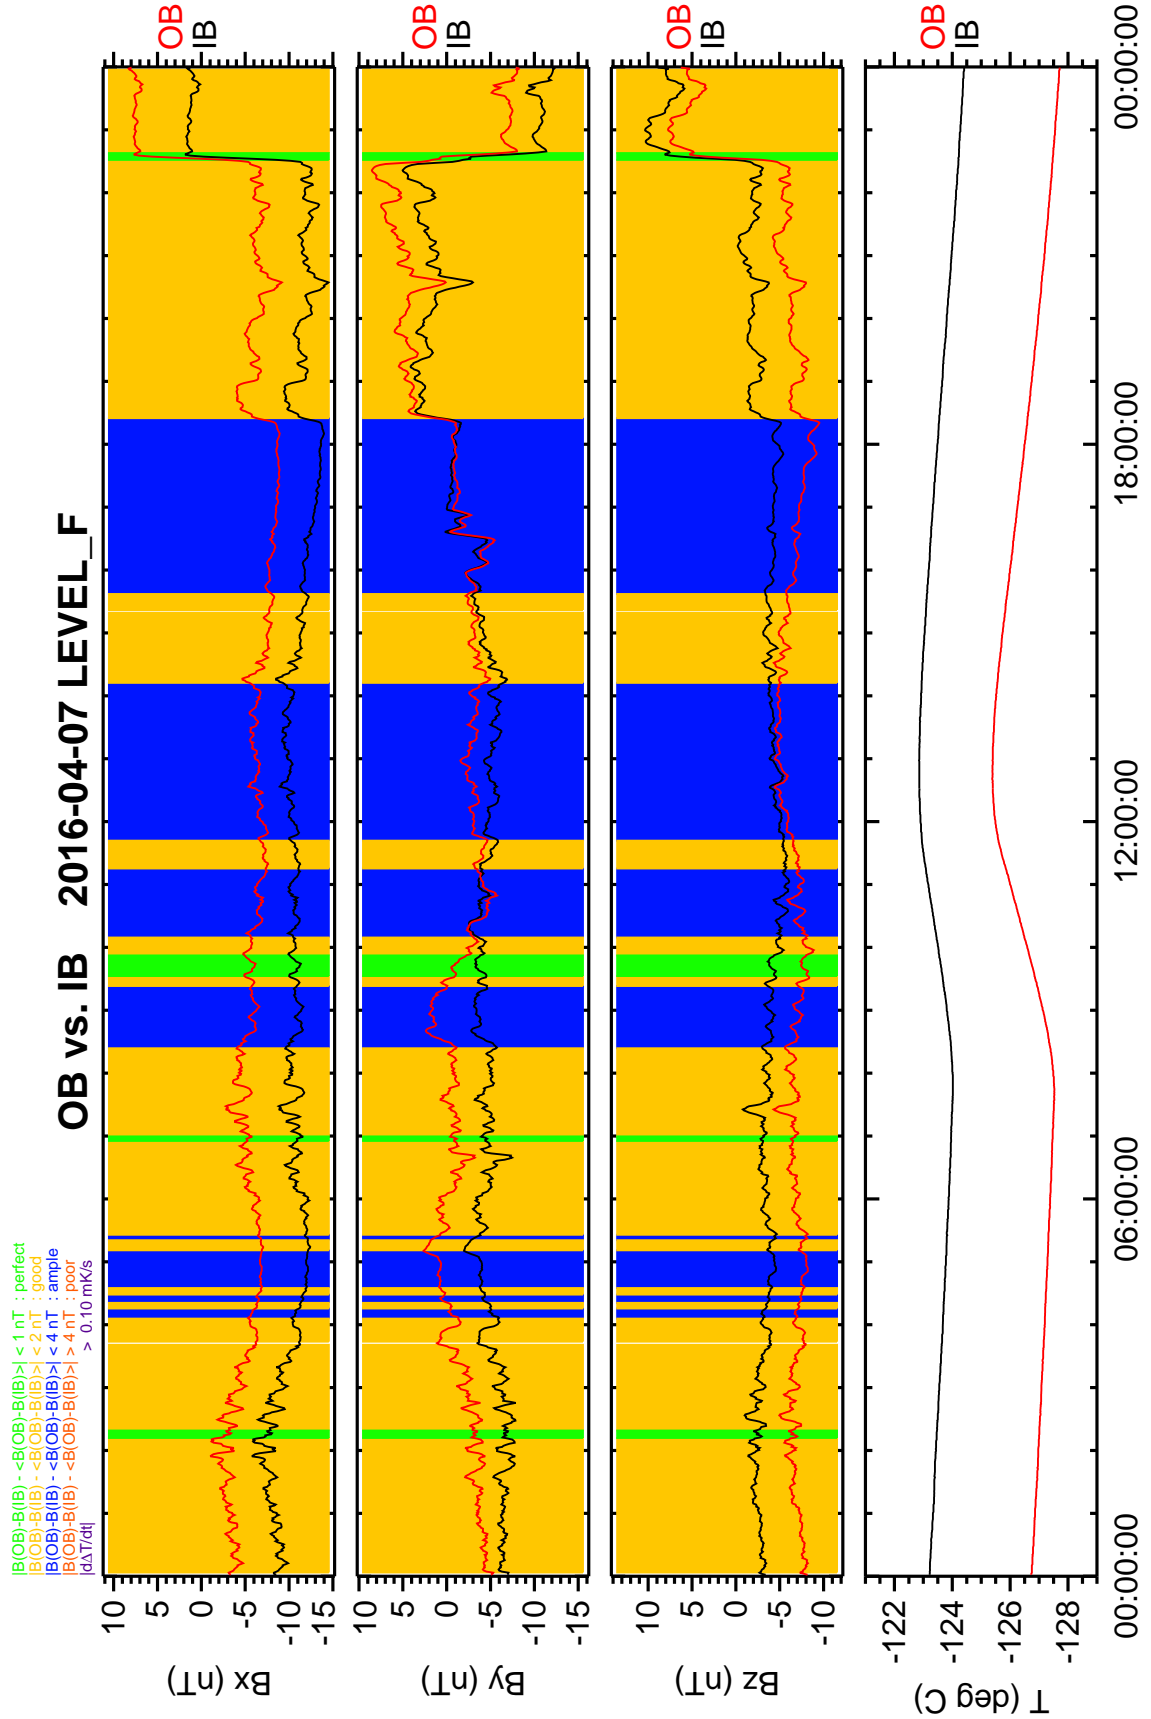 OB vs. IB    2016-04-07 LEVEL_F
|B(OB)-B(IB) - <B(OB)-B(IB)>| < 1 nT : perfect
|B(OB)-B(IB) - <B(OB)-B(IB)>| < 2 nT : good
|B(OB)-B(IB) - <B(OB)-B(IB)>| < 4 nT : ample
|B(OB)-B(IB) - <B(OB)-B(IB)>| > 4 nT : poor
|dΔT/dt| > 0.10 mK/s
Bx (nT)
10
5
0
-5
-10
-15
OB
IB
By (nT)
10
5
0
-5
-10
-15
OB
IB
Bz (nT)
10
5
0
-5
-10
OB
IB
T (deg C)
-122
-124
-126
-128
OB
IB
00:00:00 06:00:00 12:00:00 18:00:00 00:00:00